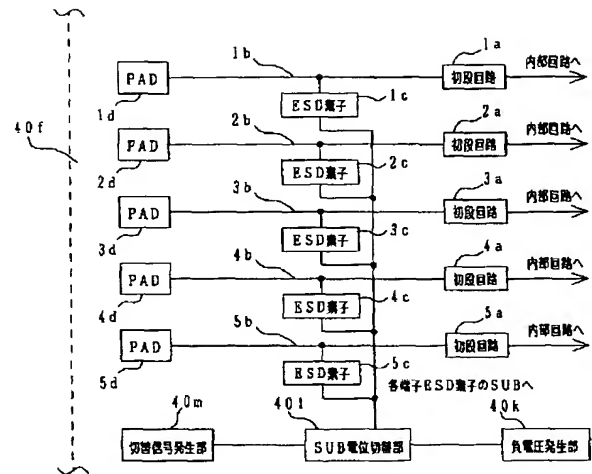 1a
1b
内部回路へ
PAD
初段回路
1d
ESD素子
1c
40f
2a
2b
内部回路へ
PAD
初段回路
2d
ESD素子
2c
3a
3b
内部回路へ
PAD
初段回路
3d
ESD素子
3c
4a
4b
内部回路へ
PAD
初段回路
4d
ESD素子
4c
5a
5b
内部回路へ
PAD
初段回路
5d
ESD素子
5c
各端子ESD素子のSUBへ
40m
40l
40k
切替信号発生部
SUB電位切替部
負電圧発生部